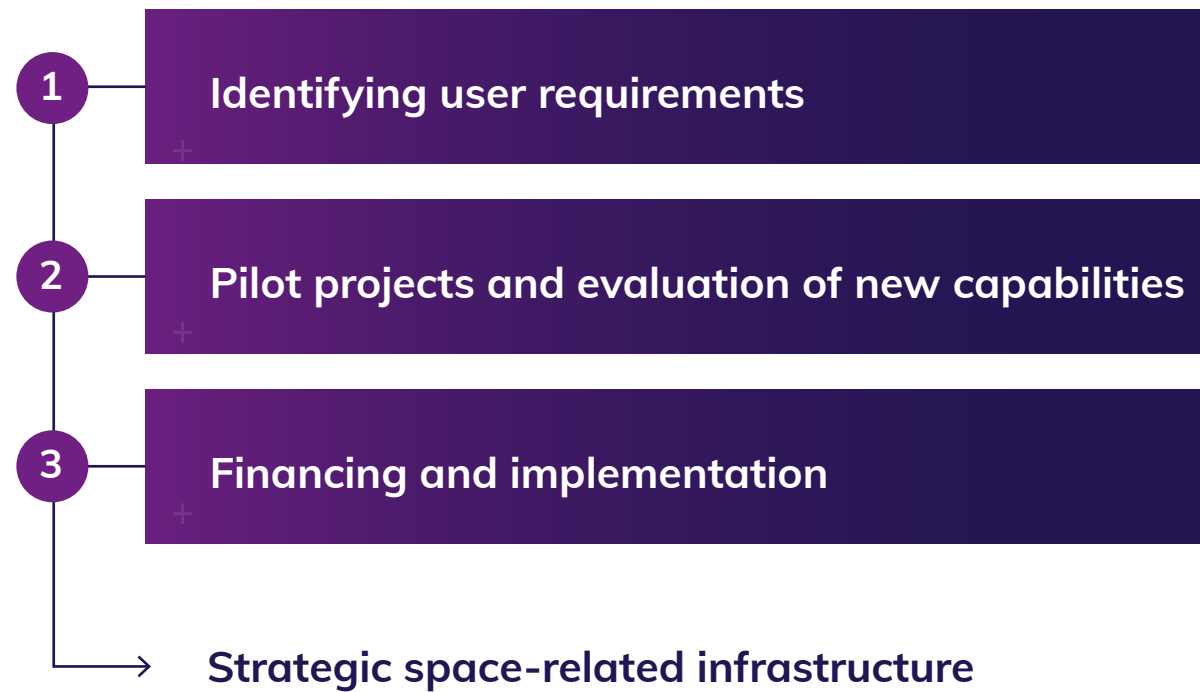 1
Identifying user requirements
2
Pilot projects and evaluation of new capabilities
3
Financing and implementation
Strategic space-related infrastructure